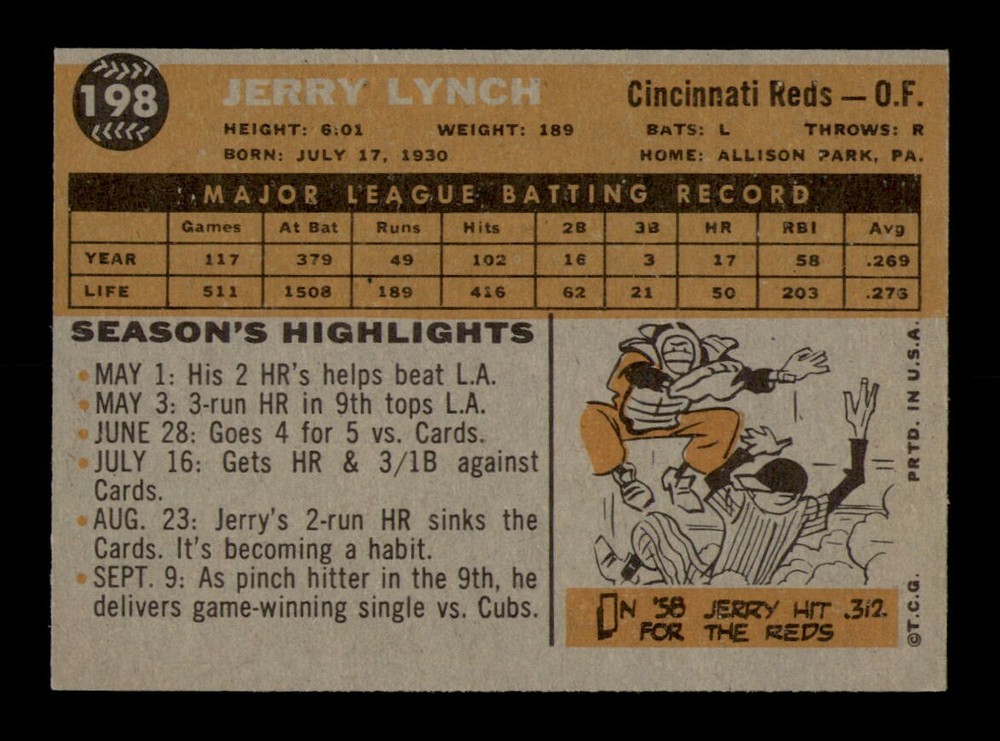 198
JERRY LYNCH
Cincinnati Reds — O.F.
HEIGHT: 6:01 WEIGHT: 189 BATS: L THROWS: R
BORN: JULY 17, 1930 HOME: ALLISON PARK, PA.
MAJOR LEAGUE BATTING RECORD
Games At Bat Runs Hits 2B 3B HR RBI Avg
YEAR 117 379 49 102 16 3 17 58 .269
LIFE 511 1508 189 416 62 21 50 203 .276
SEASON'S HIGHLIGHTS
• MAY 1: His 2 HR's helps beat L.A.
• MAY 3: 3-run HR in 9th tops L.A.
• JUNE 28: Goes 4 for 5 vs. Cards.
• JULY 16: Gets HR & 3/1B against
Cards.
• AUG. 23: Jerry's 2-run HR sinks the
Cards. It's becoming a habit.
• SEPT. 9: As pinch hitter in the 9th, he
delivers game-winning single vs. Cubs.
IN '58 JERRY HIT .312
FOR THE REDS
©T.C.G. PRTD. IN U.S.A.